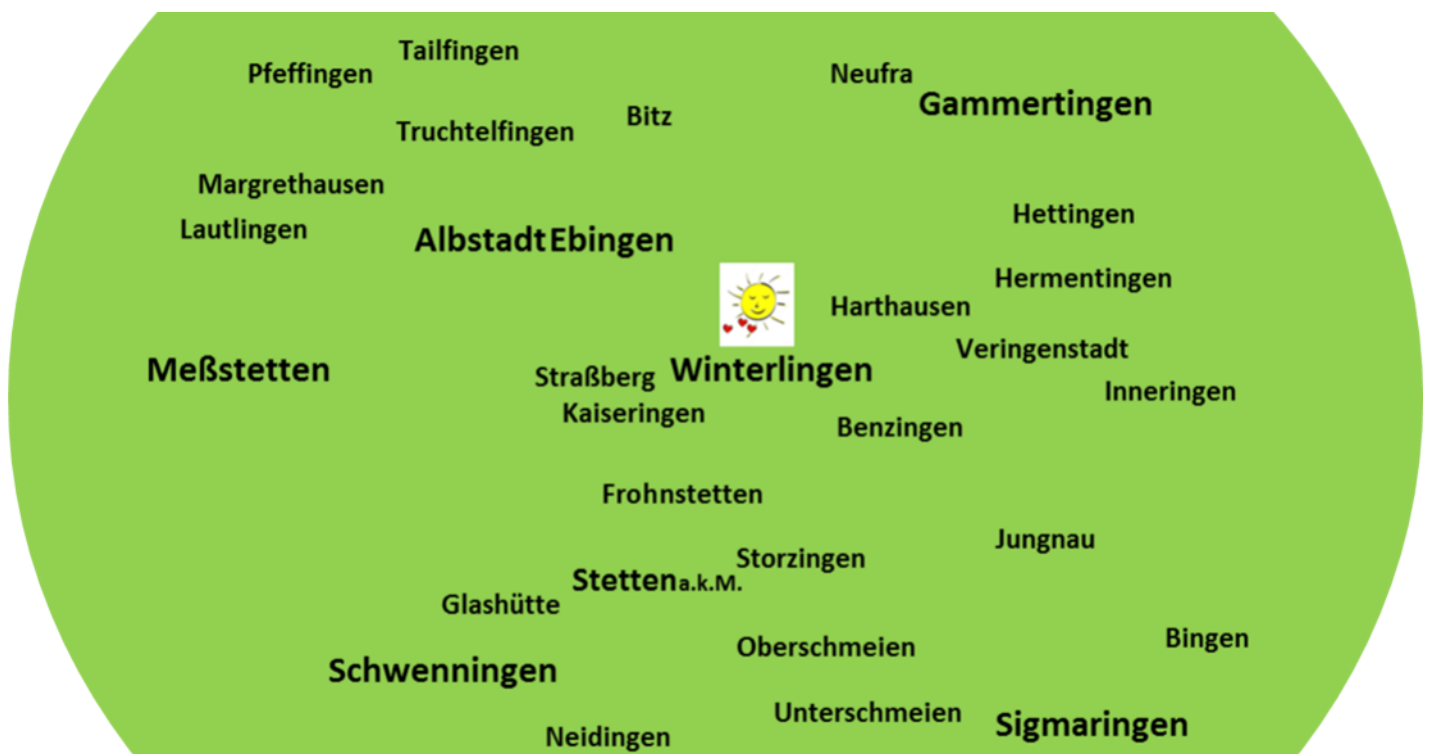 Tailfingen
Pfeffingen
Neufra
Gammertingen
Bitz
Truchtelfingen
Margrethausen
Hettingen
Lautlingen
Albstadt Ebingen
Hermentingen
Harthausen
Veringenstadt
Meßstetten
Straßberg
Winterlingen
Inneringen
Kaiseringen
Benzingen
Frohnstetten
Jungnau
Storzingen
Stetten a.k.M.
Glashütte
Bingen
Oberschmeien
Schwenningen
Unterschmeien
Sigmaringen
Neidingen